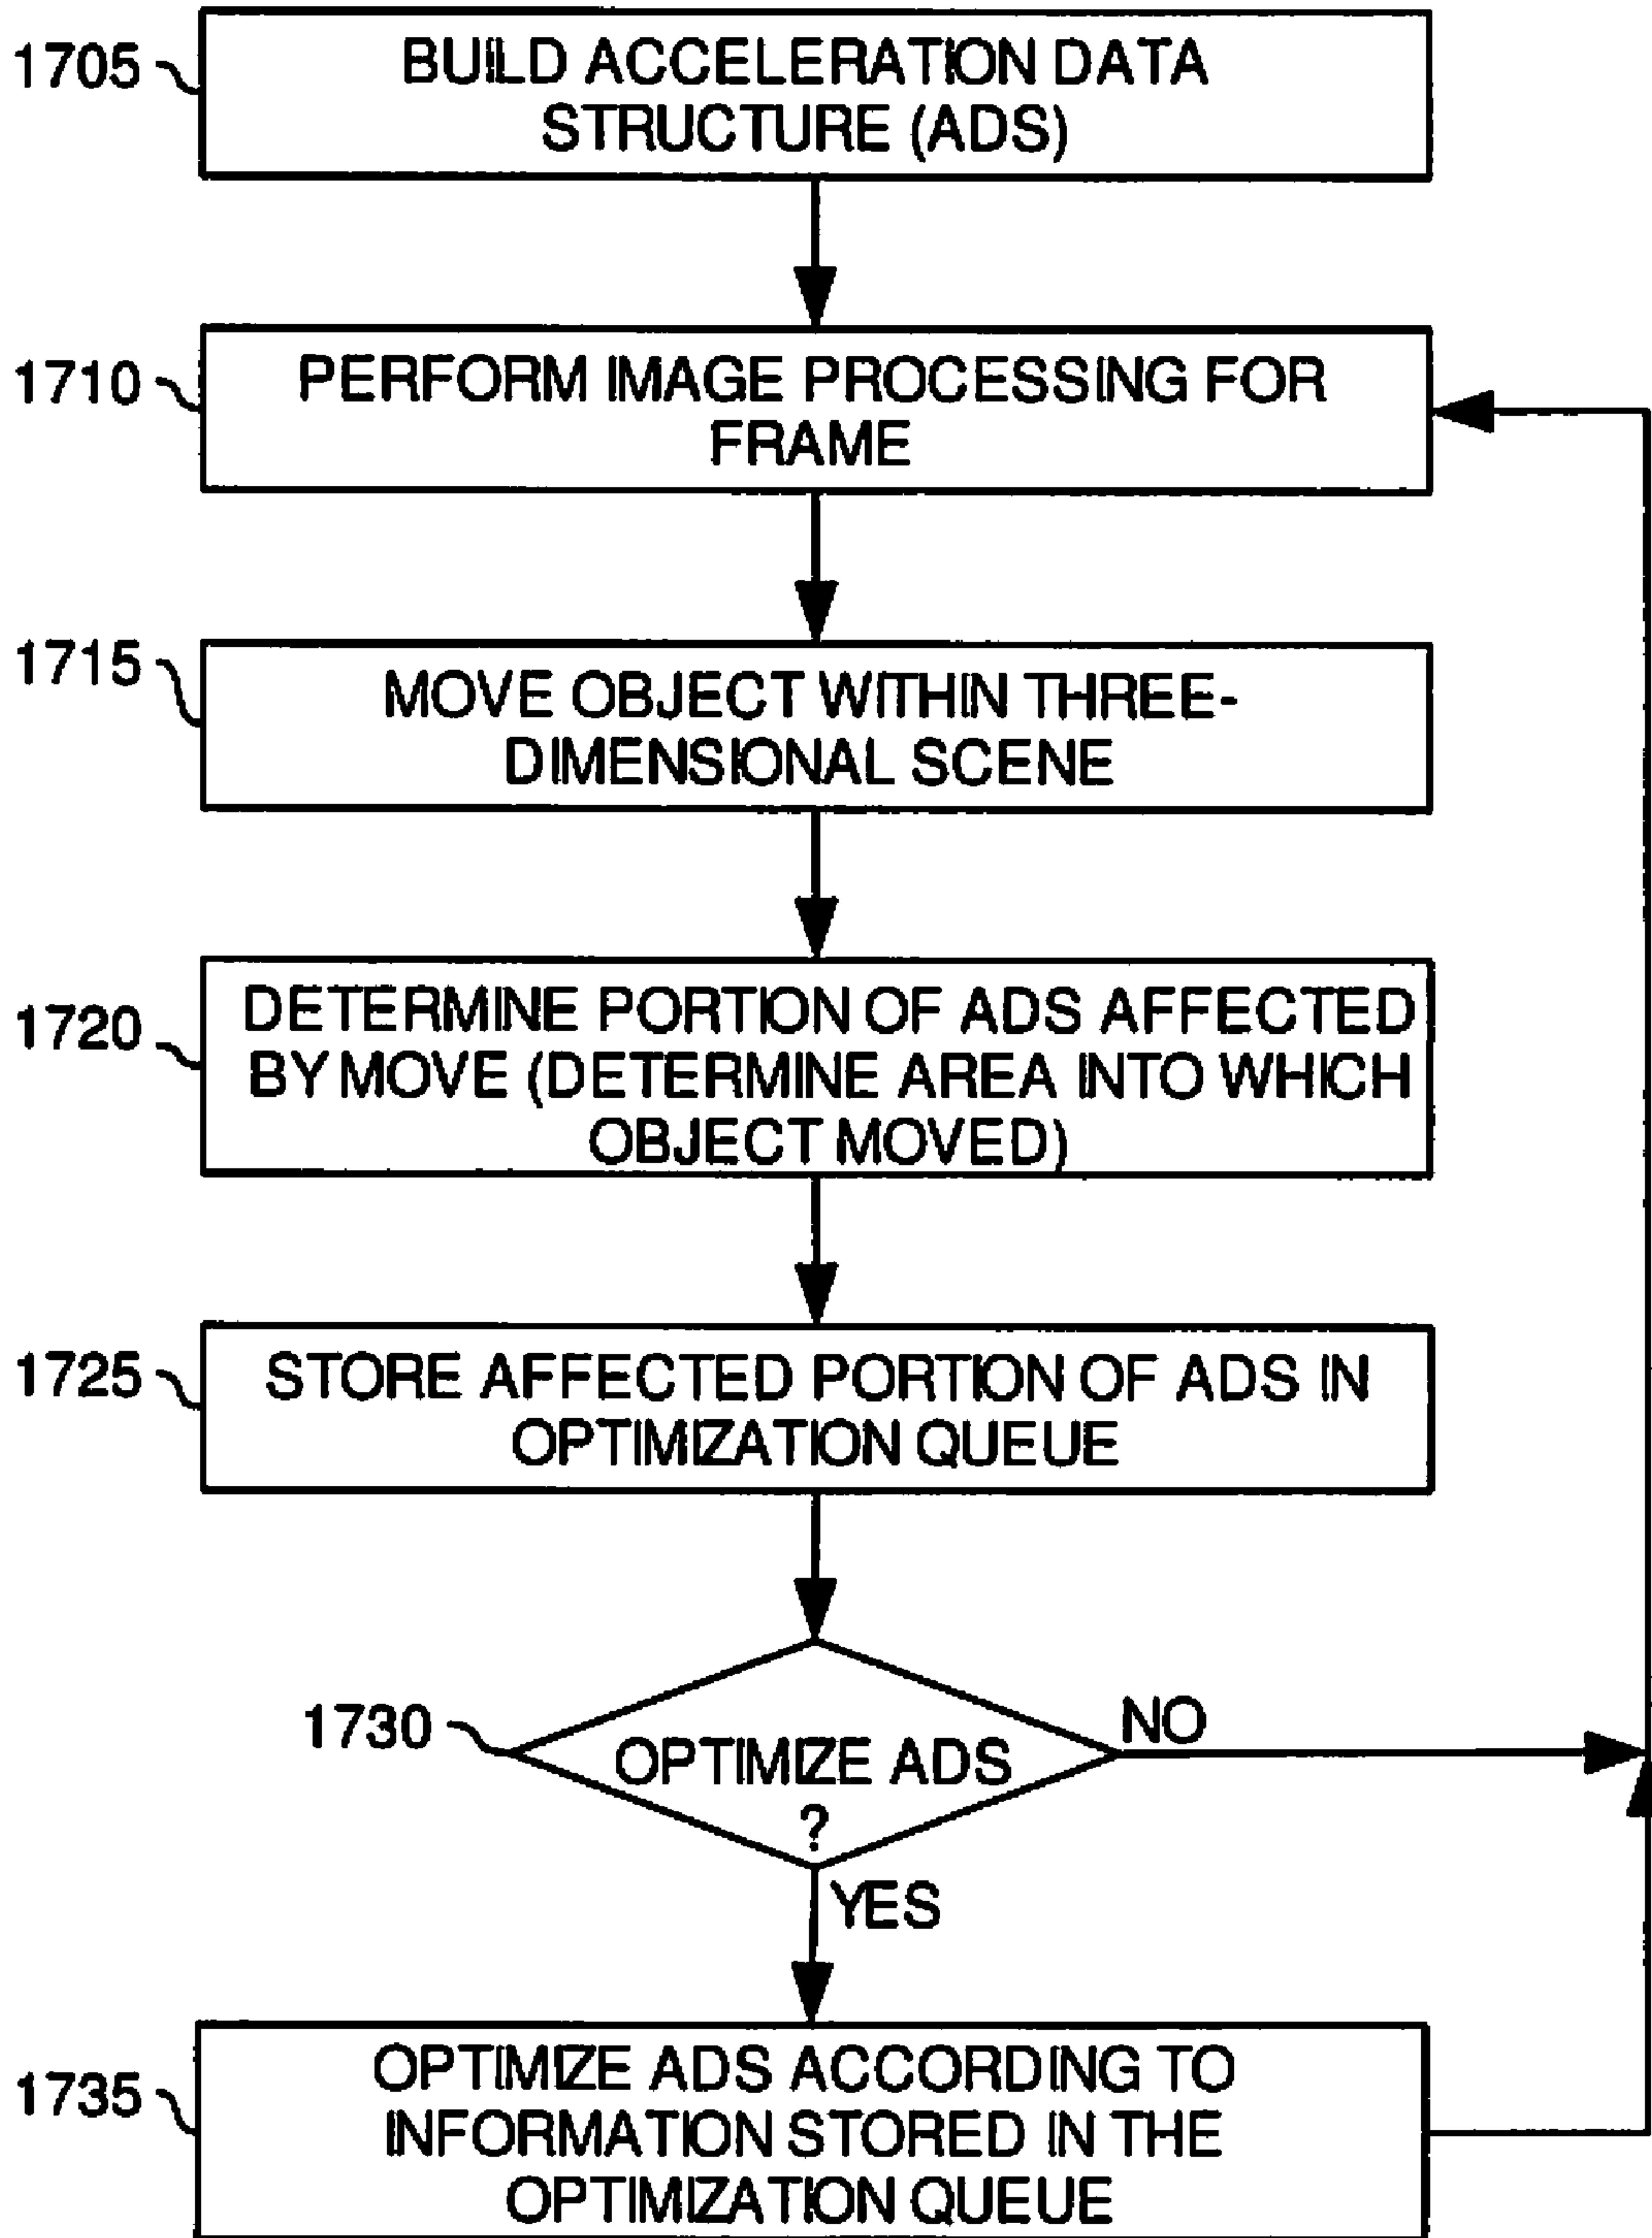 1705
BUILD ACCELERATION DATA
STRUCTURE (ADS)
1710
PERFORM IMAGE PROCESSING FOR
FRAME
1715
MOVE OBJECT WITHIN THREE-
DIMENSIONAL SCENE
1720
DETERMINE PORTION OF ADS AFFECTED
BY MOVE (DETERMINE AREA INTO WHICH
OBJECT MOVED)
1725
STORE AFFECTED PORTION OF ADS IN
OPTIMIZATION QUEUE
1730
OPTIMIZE ADS
?
NO
YES
1735
OPTIMIZE ADS ACCORDING TO
INFORMATION STORED IN THE
OPTIMIZATION QUEUE